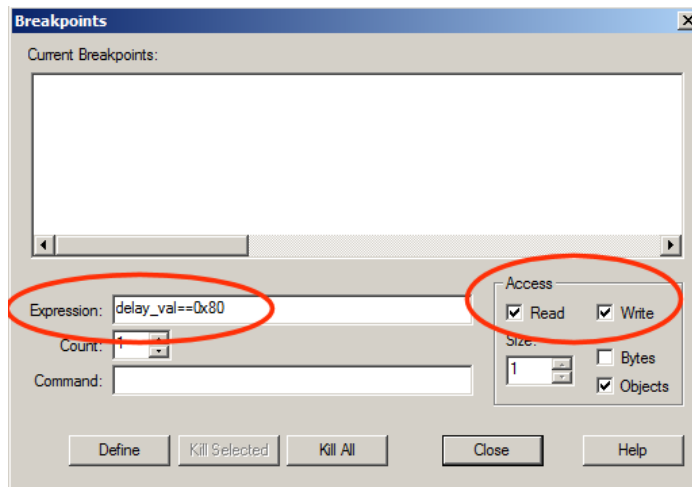 Breakpoints
Current Breakpoints:
Expression: delay_val==0x80
Count: 1
Command:
Access
Read Write
Size:
1
Bytes
Objects
Define Kill Selected Kill All Close Help